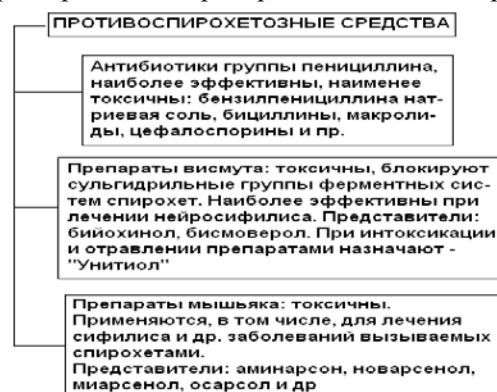 ПРОТИВОСПИРОХЕТОЗНЫЕ СРЕДСТВА
Антибиотики группы пенициллина,
наиболее эффективны, наименее
токсичны: бензилпенициллина нат-
риевая соль, бициллины, макроли-
ды, цефалоспорины и пр.
Препараты висмута: токсичны, блокируют
сульгидрильные группы ферментных сис-
тем спирохет. Наиболее эффективны при
лечении нейросифилиса. Представители:
бийохинол, бисмоверол. При интоксикации
и отравлении препаратами назначают -
"Унитиол"
Препараты мышьяка: токсичны.
Применяются, в том числе, для лечения
сифилиса и др. заболеваний вызываемых
спирохетами.
Представители: аминарсон, новарсенол,
миарсенол, осарсол и др